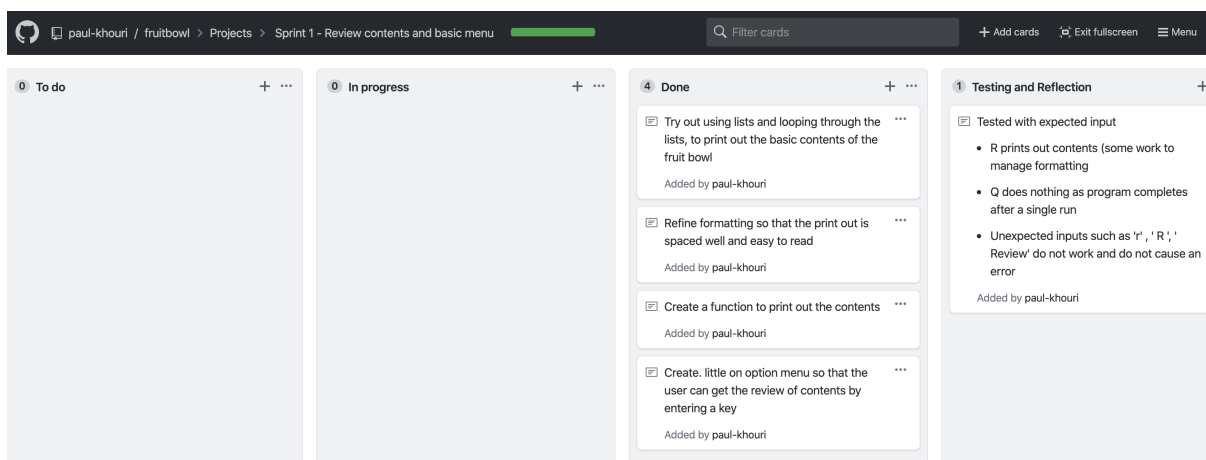 paul-khouri / fruitbowl > Projects > Sprint 1 - Review contents and basic menu
Filter cards
+ Add cards
Exit fullscreen
Menu
0 To do
0 In progress
4 Done
Try out using lists and looping through the
lists, to print out the basic contents of the
fruit bowl
Added by paul-khouri
Refine formatting so that the print out is
spaced well and easy to read
Added by paul-khouri
Create a function to print out the contents
Added by paul-khouri
Create. little on option menu so that the
user can get the review of contents by
entering a key
Added by paul-khouri
1 Testing and Reflection
Tested with expected input
• R prints out contents (some work to
manage formatting
• Q does nothing as program completes
after a single run
• Unexpected inputs such as 'r' , ' R ', '
Review' do not work and do not cause an
error
Added by paul-khouri